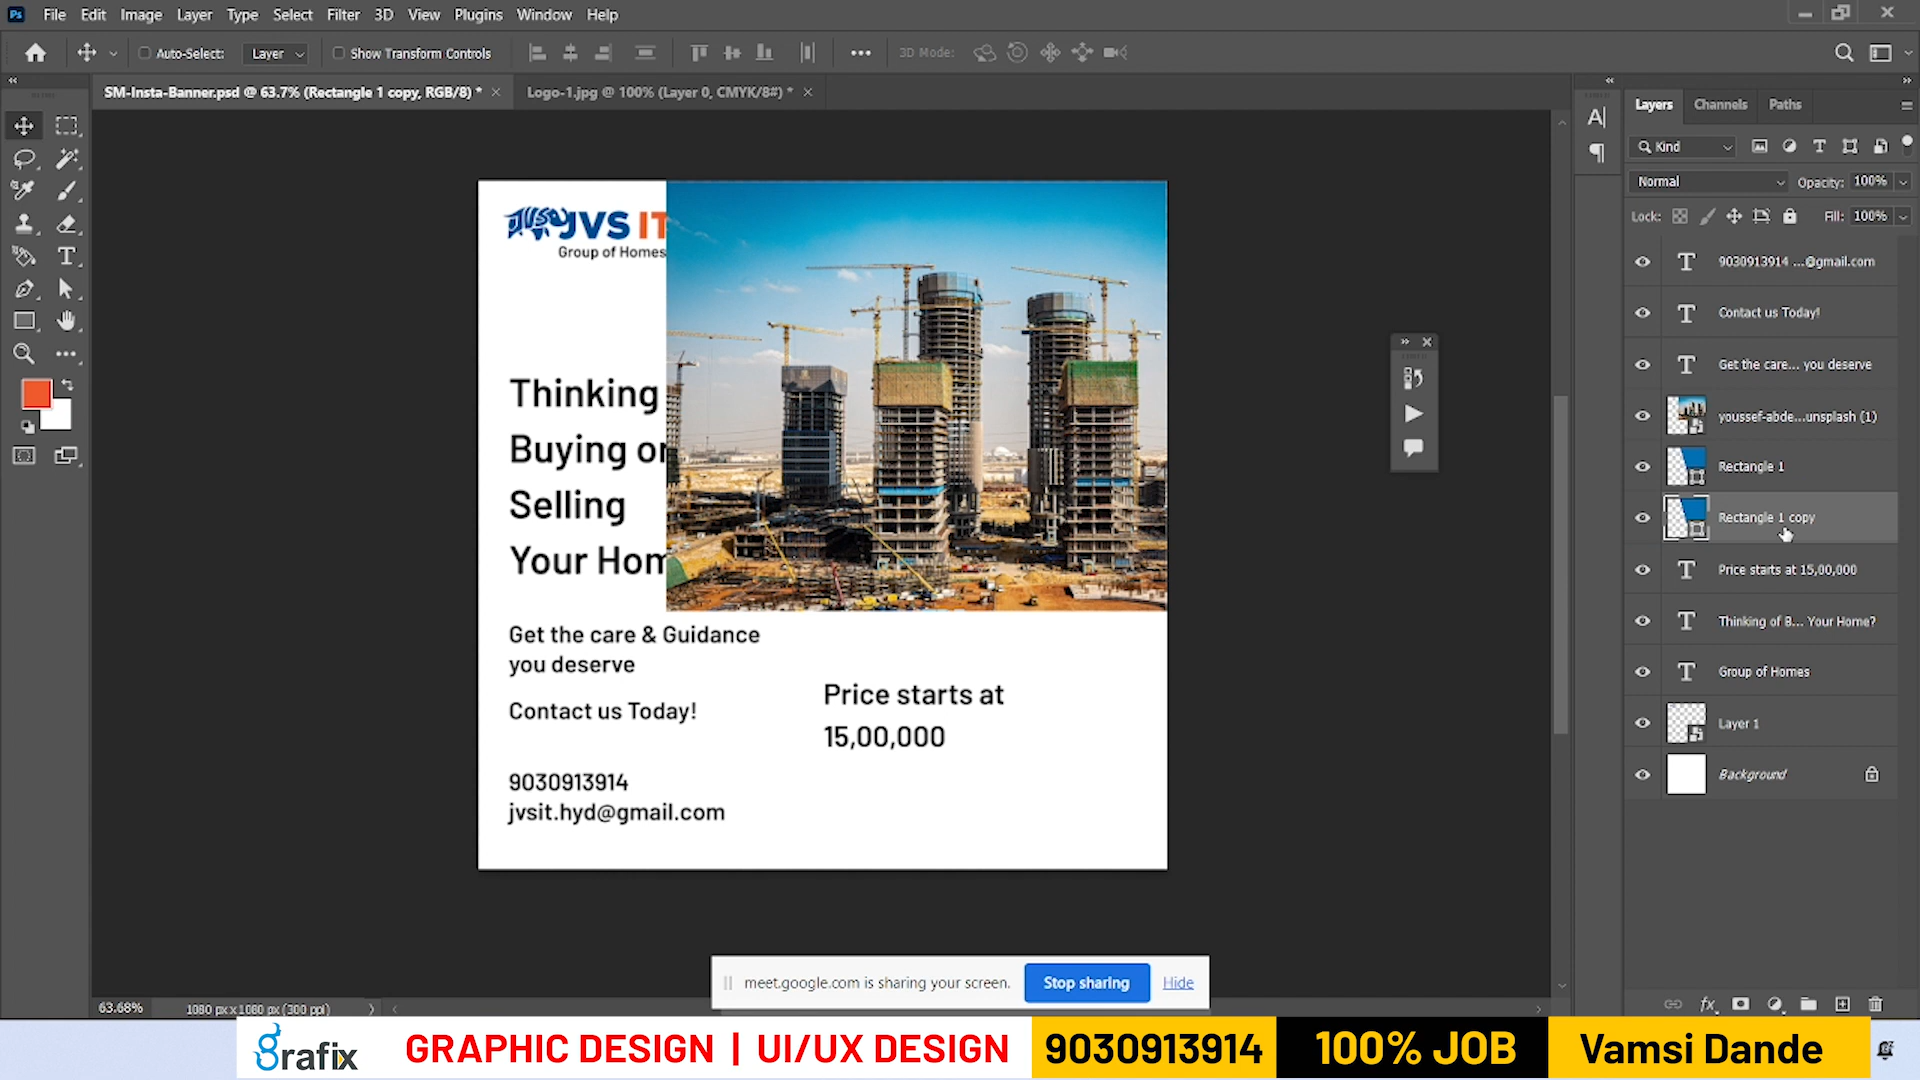 Ps File Edit Image Layer Type Select Filter 3D View Plugins Window Help
Auto-Select: Layer Show Transform Controls 3D Mode:
SM-Insta-Banner.psd @ 63.7% (Rectangle 1 copy, RGB/8) * × Logo-1.jpg @ 100% (Layer 0, CMYK/8#) * ×
Layers Channels Paths
Kind
Normal Opacity: 100%
Lock: Fill: 100%
9030913914 ...@gmail.com
Contact us Today!
Get the care... you deserve
youssef-abde...unsplash (1)
Rectangle 1
Rectangle 1 copy
Price starts at 15,00,000
Thinking of B... Your Home?
Group of Homes
Layer 1
Background
JVS JVS IT
Group of Homes
Thinking
Buying or
Selling
Your Hom
Get the care & Guidance
you deserve
Contact us Today!
Price starts at
15,00,000
9030913914
jvsit.hyd@gmail.com
meet.google.com is sharing your screen. Stop sharing Hide
63.68% 1080 px x 1080 px (300 ppi)
Grafix GRAPHIC DESIGN | UI/UX DESIGN 9030913914 100% JOB Vamsi Dande